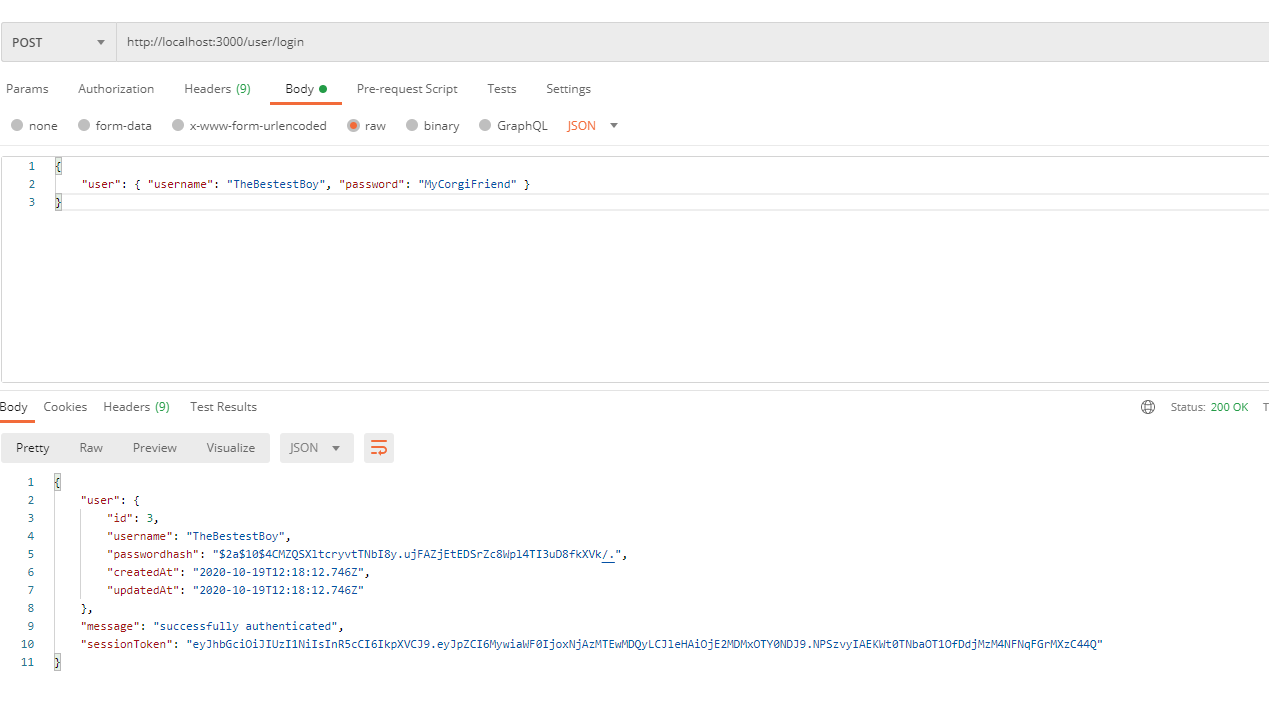 POST http://localhost:3000/user/login
Params Authorization Headers (9) Body Pre-request Script Tests Settings
none form-data x-www-form-urlencoded raw binary GraphQL JSON
1 {
2 "user": { "username": "TheBestestBoy", "password": "MyCorgiFriend" }
3 }
Body Cookies Headers (9) Test Results Status: 200 OK T
Pretty Raw Preview Visualize JSON
1 {
2 "user": {
3 "id": 3,
4 "username": "TheBestestBoy",
5 "passwordhash": "$2a$10$4CMZQSXltcryvtTNbI8y.ujFAZjEtEDSrZc8Wpl4TI3uD8fkXVk/.",
6 "createdAt": "2020-10-19T12:18:12.746Z",
7 "updatedAt": "2020-10-19T12:18:12.746Z"
8 },
9 "message": "successfully authenticated",
10 "sessionToken": "eyJhbGciOiJIUzI1NiIsInR5cCI6IkpXVCJ9.eyJpZCI6MywiaWF0IjoxNjAzMTEwMDQyLCJleHAiOjE2MDMxOTY0NDJ9.NPSzvyIAEKWt0TNbaOT1OfDdjMzM4NFNqFGrMXzC44Q"
11 }